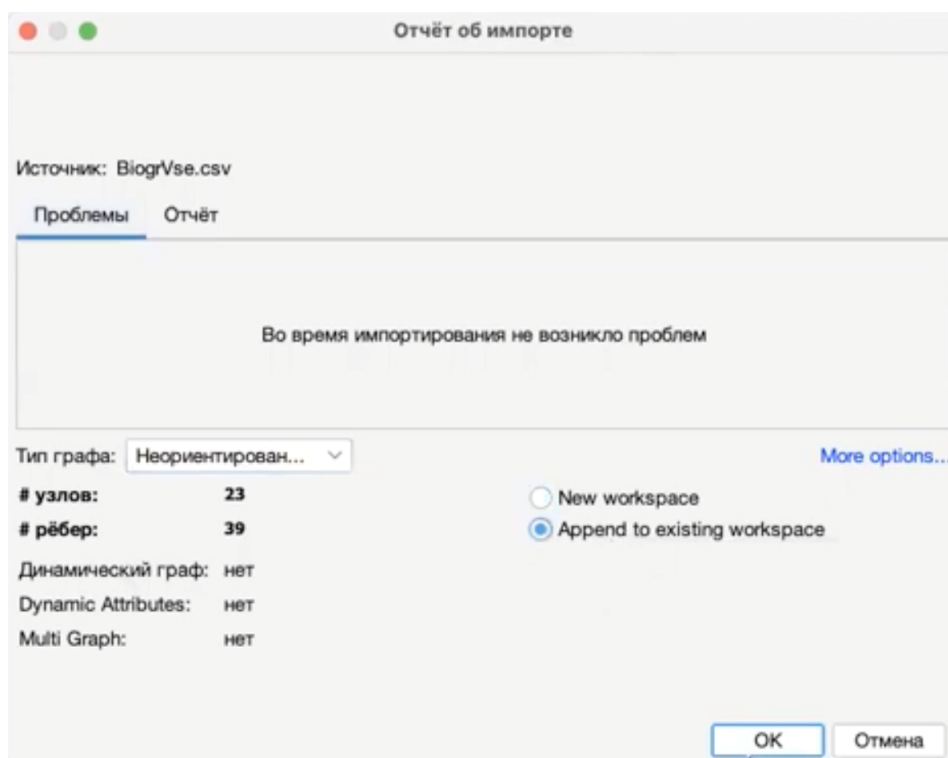 Отчёт об импорте
Источник: BiogrVse.csv
Проблемы Отчёт
Во время импортирования не возникло проблем
Тип графа: Неориентирован... More options...
# узлов: 23 New workspace
# рёбер: 39 Append to existing workspace
Динамический граф: нет
Dynamic Attributes: нет
Multi Graph: нет
OK Отмена